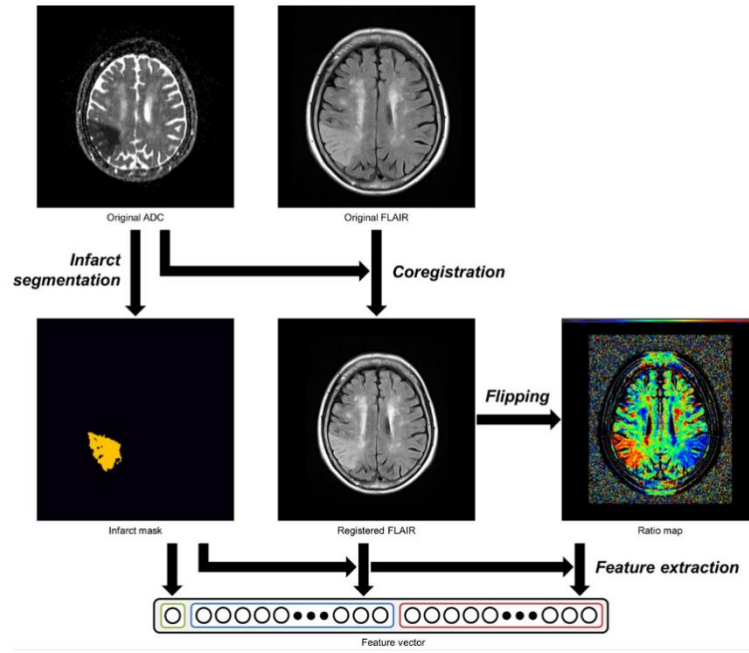 Original ADC
Original FLAIR
Infarct
segmentation
Coregistration
Flipping
Infarct mask
Registered FLAIR
Ratio map
Feature extraction
Feature vector